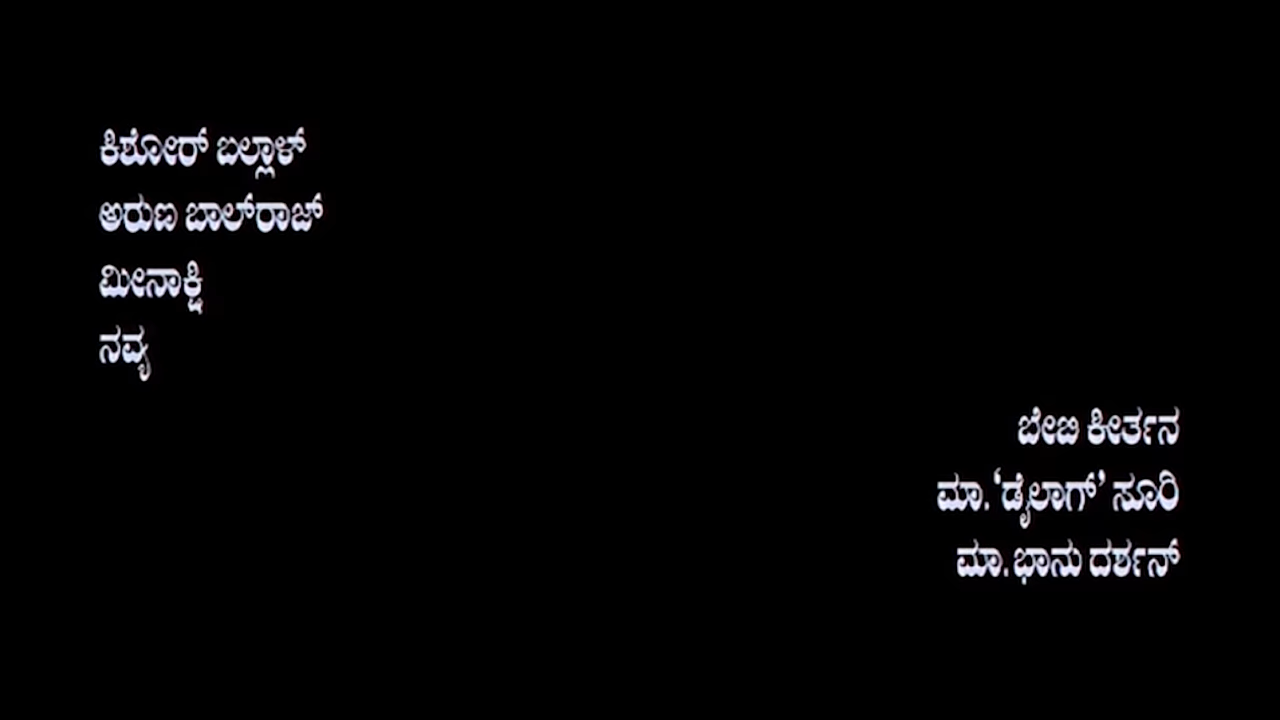 ಕಿಶೋರ್ ಬಲ್ಲಾಳ್
ಅರುಣ ಬಾಲ್‌ರಾಜ್
ಮೀನಾಕ್ಷಿ
ನವ್ಯ
ಬೇಬಿ ಕೀರ್ತನ
ಮಾ. ‘ಡೈಲಾಗ್’ ಸೂರಿ
ಮಾ. ಭಾನು ದರ್ಶನ್